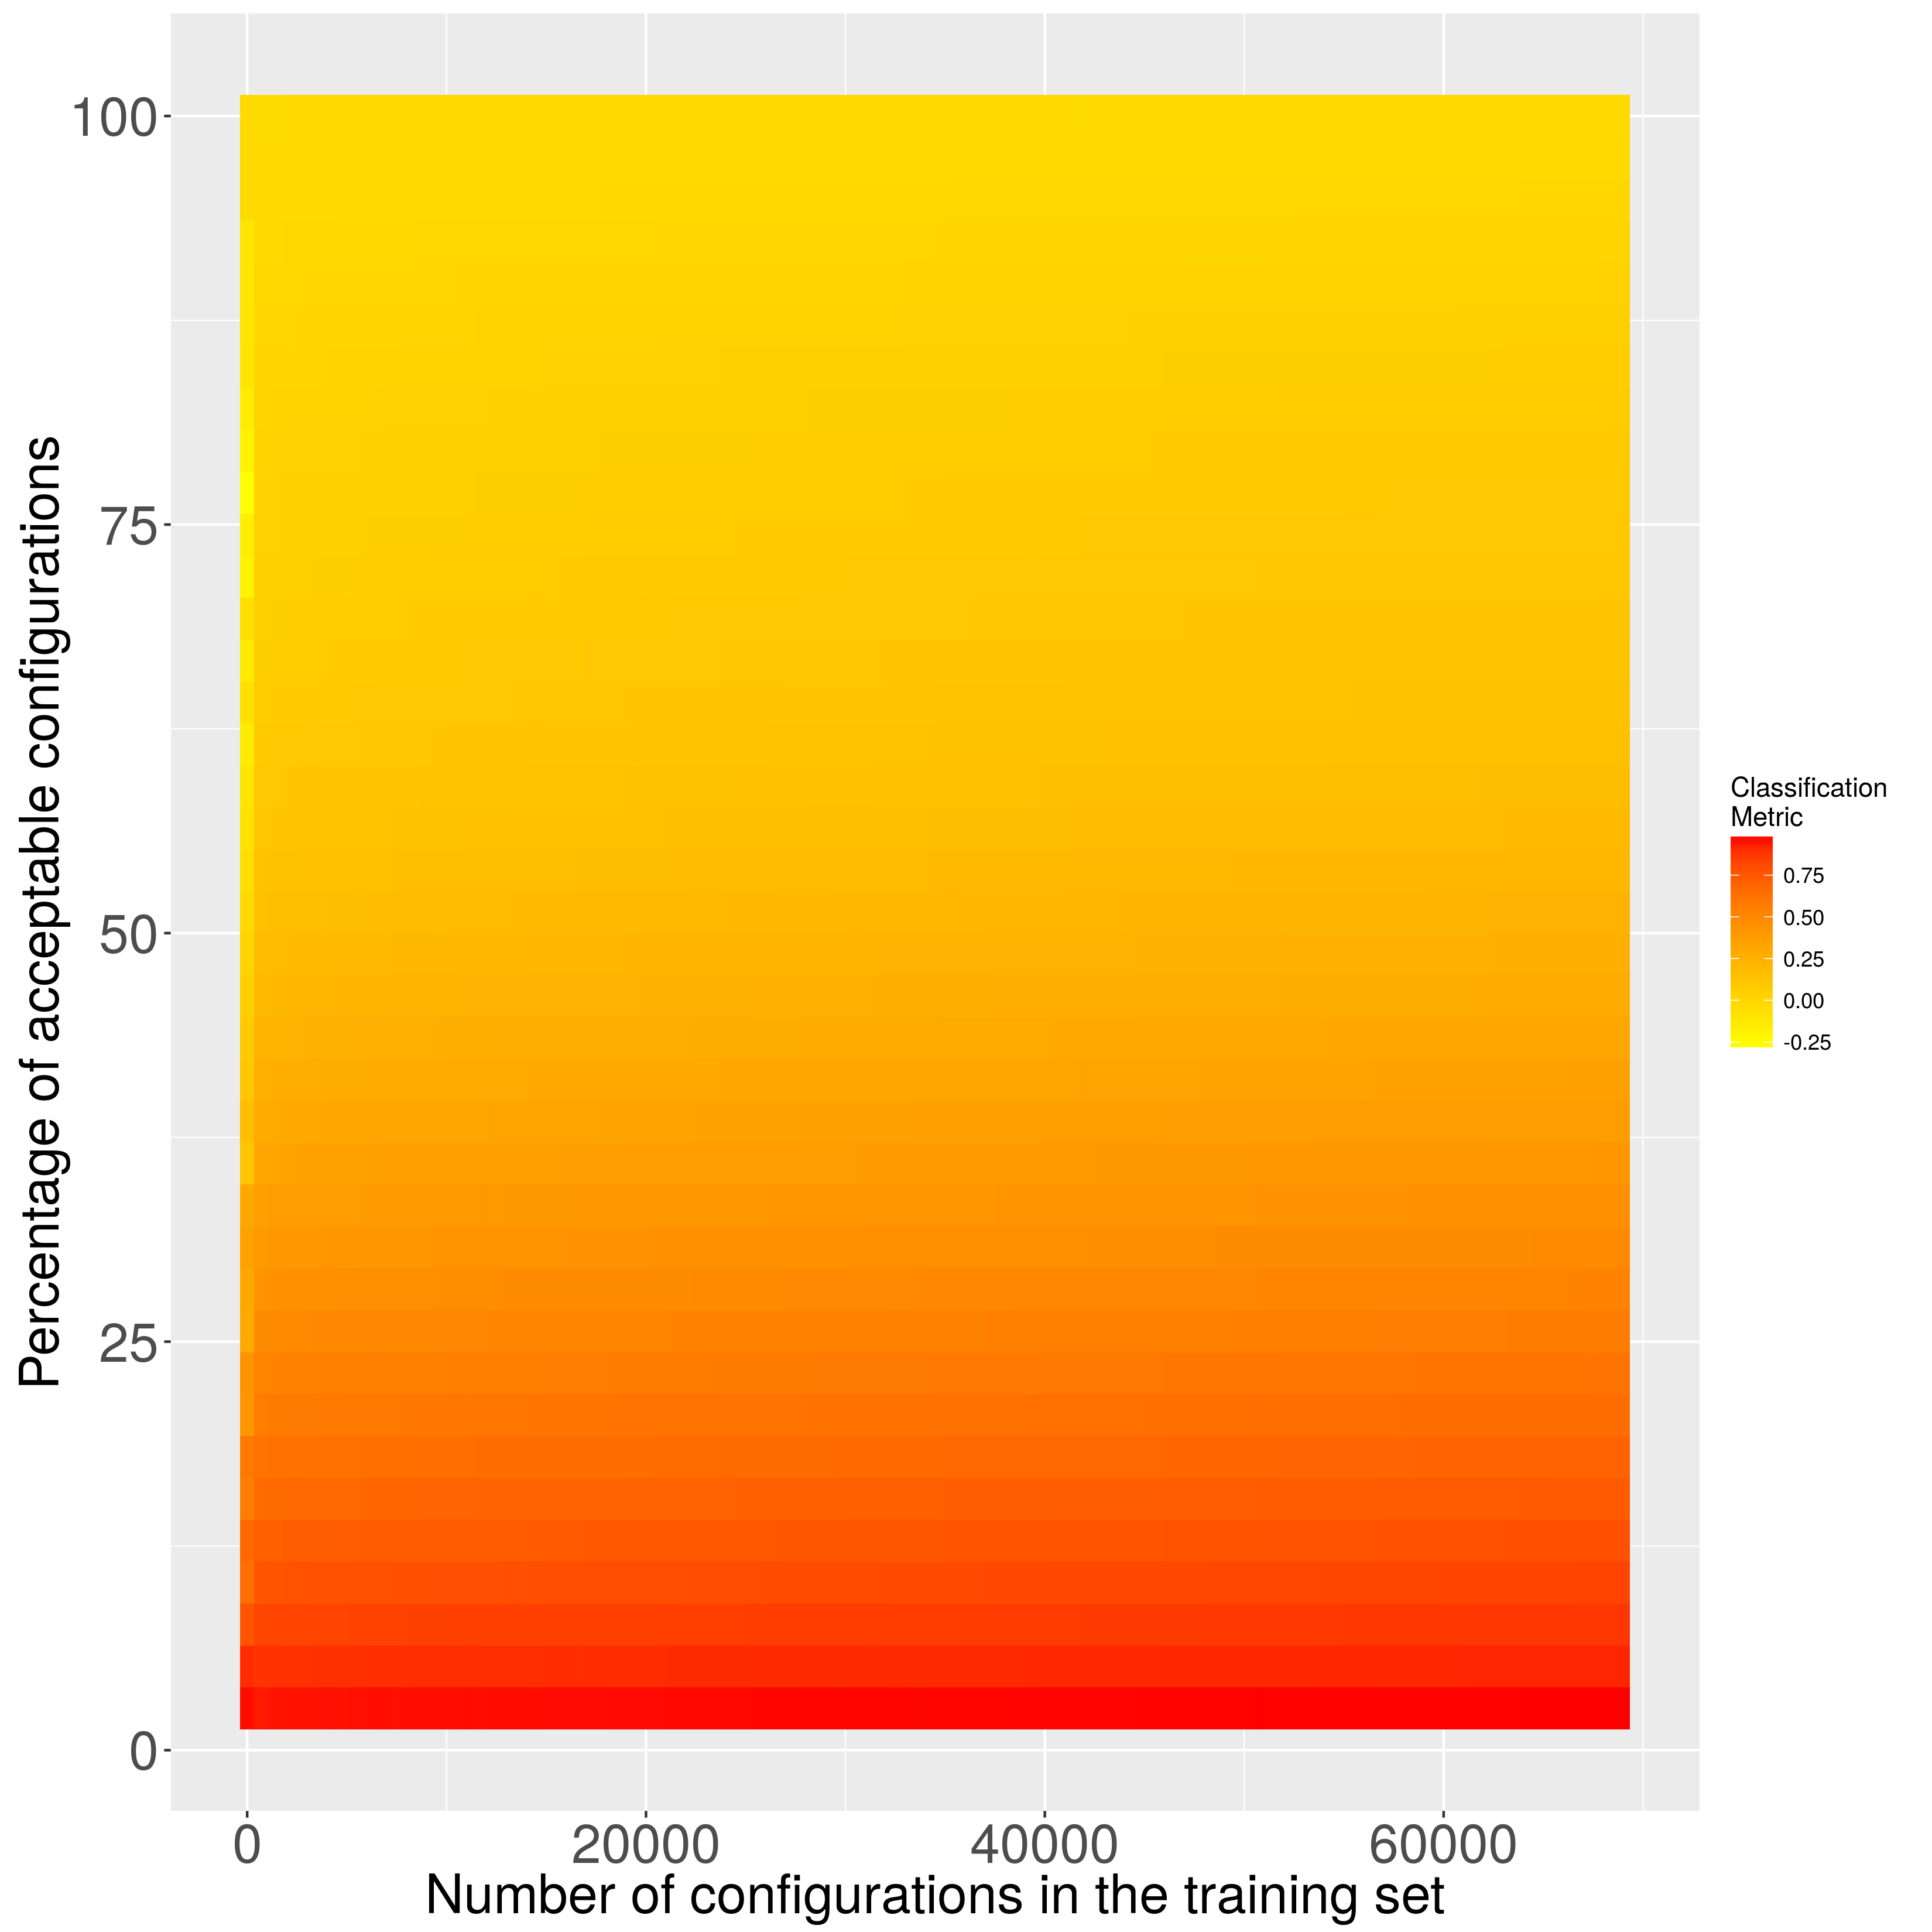 Percentage of acceptable configurations
100
75
50
25
0
0 20000 40000 60000
Number of configurations in the training set
Classification
Metric
0.75
0.50
0.25
0.00
-0.25